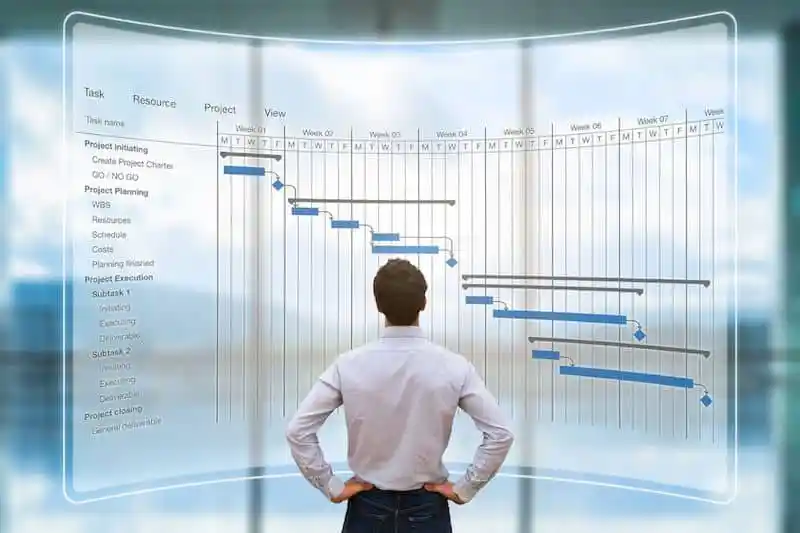 Task Resource Project View
Task name
Week 01 Week 02 Week 03 Week 04 Week 05 Week 06 Week 07 Week
M T W T F M T W T F M T W T F M T W T F M T W T F M T W T F M T W T F M T W
Project Initiating
Create Project Charter
GO / NO GO
Project Planning
WBS
Resources
Schedule
Costs
Planning finished
Project Execution
Subtask 1
Initiating
Executing
Deliverable
Subtask 2
Initiating
Executing
Deliverable
Project closing
General deliverable